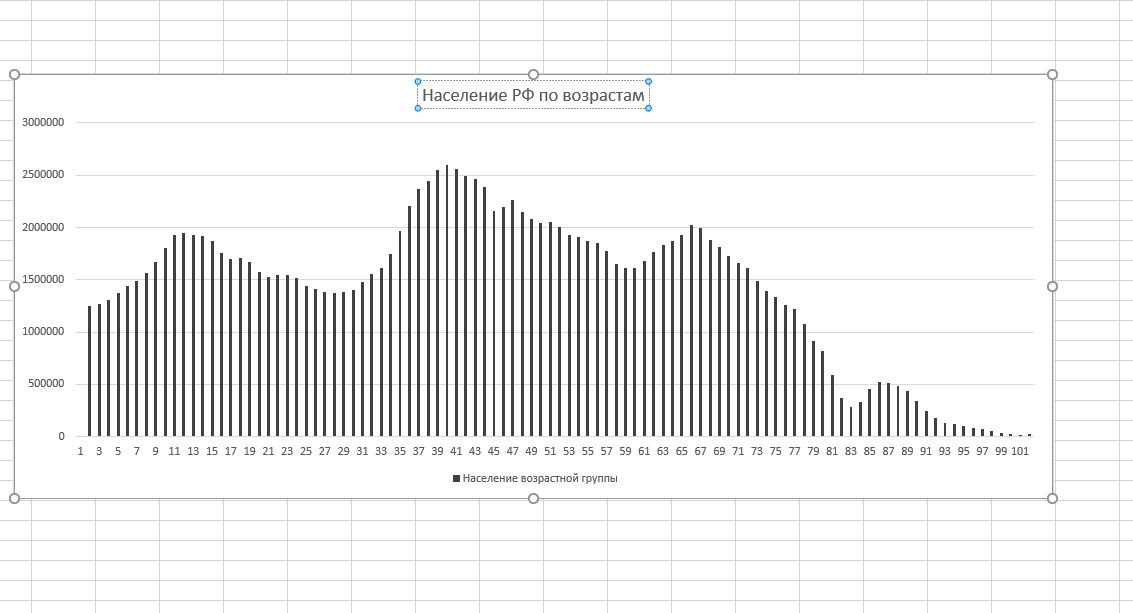 Население РФ по возрастам
3000000
2500000
2000000
1500000
1000000
500000
0
1 3 5 7 9 11 13 15 17 19 21 23 25 27 29 31 33 35 37 39 41 43 45 47 49 51 53 55 57 59 61 63 65 67 69 71 73 75 77 79 81 83 85 87 89 91 93 95 97 99 101
Население возрастной группы